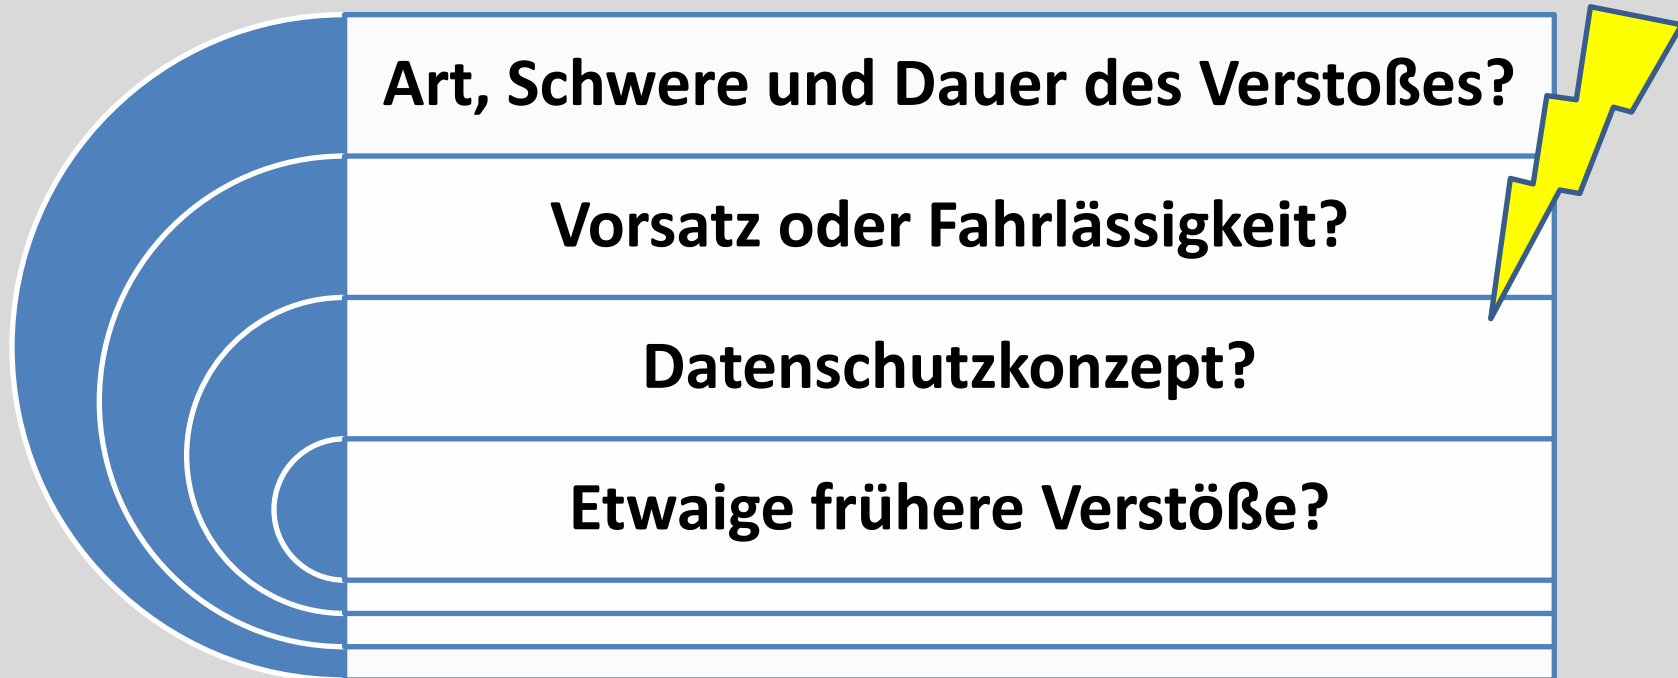 Art, Schwere und Dauer des Verstoßes?
Vorsatz oder Fahrlässigkeit?
Datenschutzkonzept?
Etwaige frühere Verstöße?